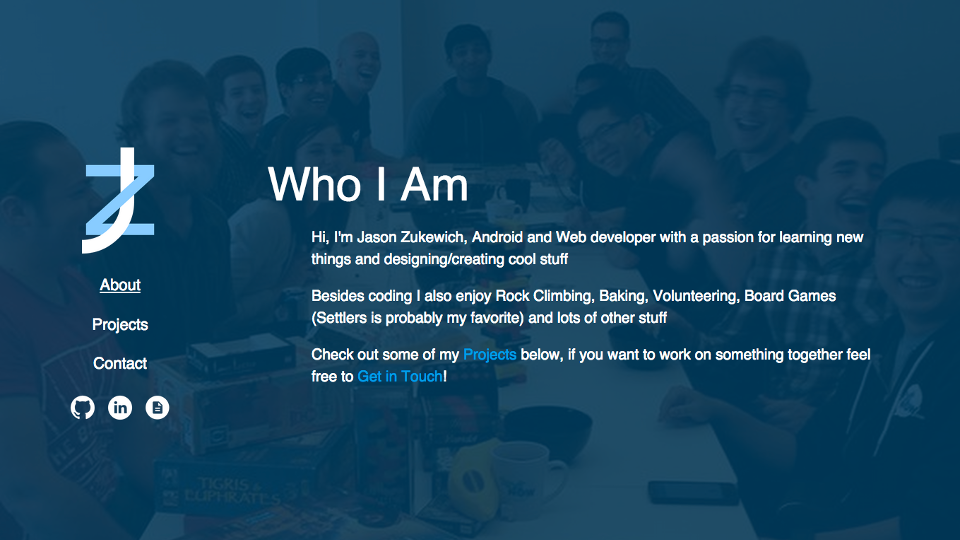 JZ
Who I Am
Hi, I'm Jason Zukewich, Android and Web developer with a passion for learning new
things and designing/creating cool stuff
About
Besides coding I also enjoy Rock Climbing, Baking, Volunteering, Board Games
(Settlers is probably my favorite) and lots of other stuff
Projects
Check out some of my Projects below, if you want to work on something together feel
free to Get in Touch!
Contact
in
TIGRIS &
EUPHRATES